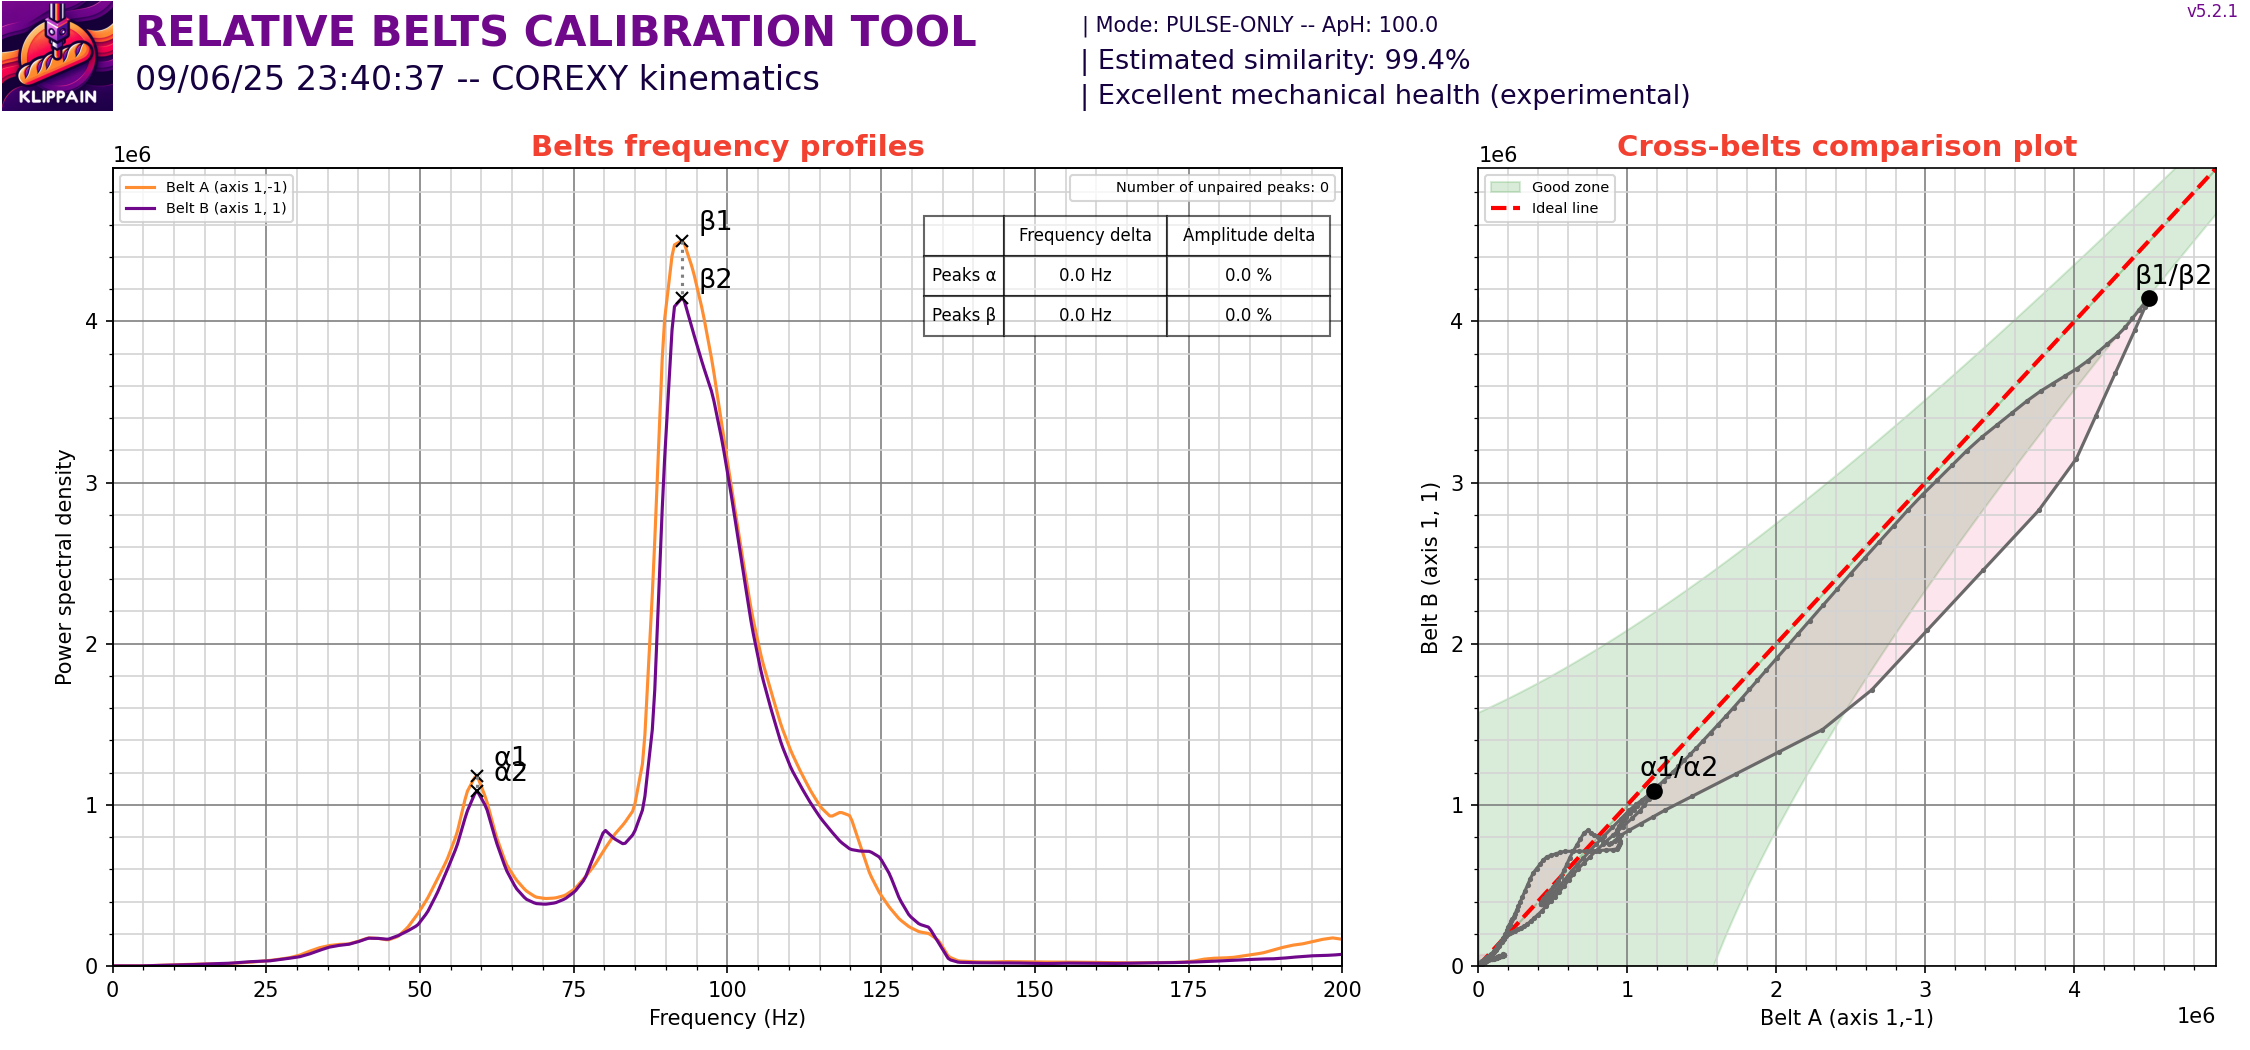 KLIPPAIN
RELATIVE BELTS CALIBRATION TOOL
09/06/25 23:40:37 -- COREXY kinematics
| Mode: PULSE-ONLY -- ApH: 100.0
| Estimated similarity: 99.4%
| Excellent mechanical health (experimental)
v5.2.1
Belts frequency profiles
1e6
Belt A (axis 1,-1)
Belt B (axis 1, 1)
Number of unpaired peaks: 0
Frequency delta Amplitude delta
Peaks α 0.0 Hz 0.0 %
Peaks β 0.0 Hz 0.0 %
β1
β2
α1
α2
Power spectral density
4
3
2
1
0
0 25 50 75 100 125 150 175 200
Frequency (Hz)
Cross-belts comparison plot
1e6
Good zone
Ideal line
β1/β2
α1/α2
Belt B (axis 1, 1)
4
3
2
1
0
0 1 2 3 4
Belt A (axis 1,-1)
1e6